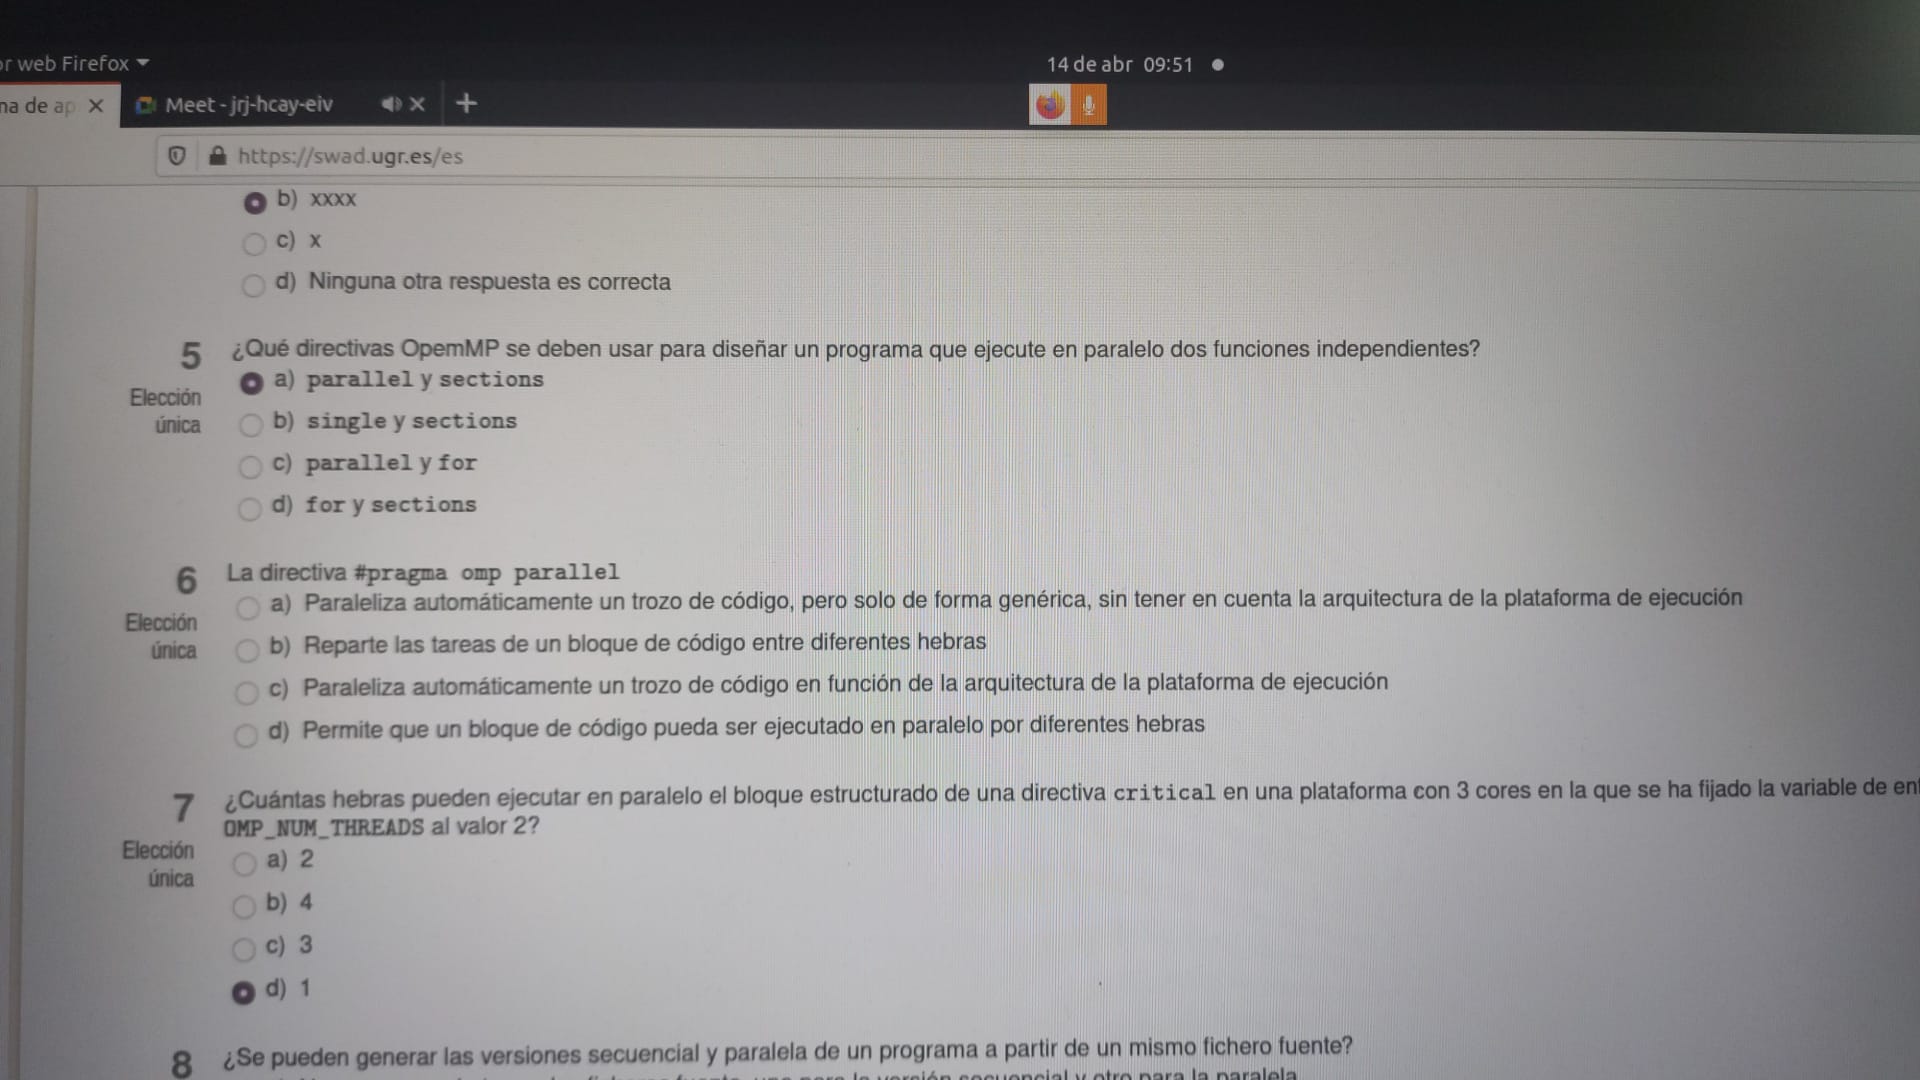 or web Firefox
14 de abr 09:51
na de ap
Meet - jrj-hcay-eiv
https://swad.ugr.es/es
b) xxxx
c) x
d) Ninguna otra respuesta es correcta
5 ¿Qué directivas OpemMP se deben usar para diseñar un programa que ejecute en paralelo dos funciones independientes?
Elección única
a) parallel y sections
b) single y sections
c) parallel y for
d) for y sections
6 La directiva #pragma omp parallel
Elección única
a) Paraleliza automáticamente un trozo de código, pero solo de forma genérica, sin tener en cuenta la arquitectura de la plataforma de ejecución
b) Reparte las tareas de un bloque de código entre diferentes hebras
c) Paraleliza automáticamente un trozo de código en función de la arquitectura de la plataforma de ejecución
d) Permite que un bloque de código pueda ser ejecutado en paralelo por diferentes hebras
7 ¿Cuántas hebras pueden ejecutar en paralelo el bloque estructurado de una directiva critical en una plataforma con 3 cores en la que se ha fijado la variable de ent
OMP_NUM_THREADS al valor 2?
Elección única
a) 2
b) 4
c) 3
d) 1
8 ¿Se pueden generar las versiones secuencial y paralela de un programa a partir de un mismo fichero fuente?
la versión secuencial y otro para la paralela